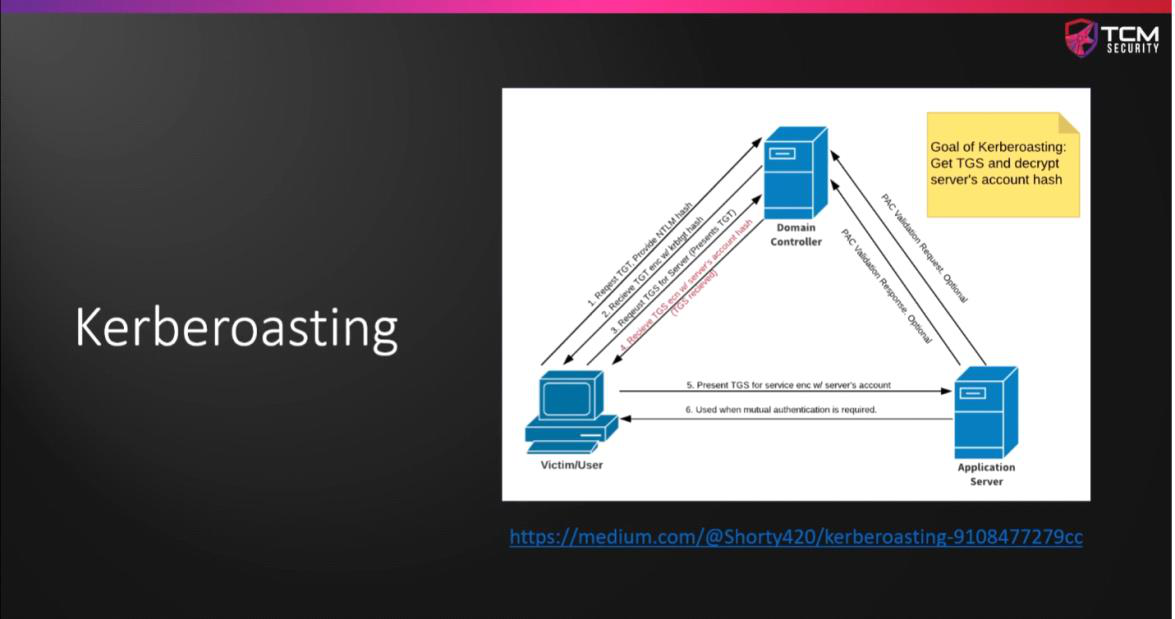 TCM
SECURITY
Kerberoasting
Goal of Kerberoasting:
Get TGS and decrypt
server's account hash
Domain
Controller
1. Reqest TGT, Provide NTLM hash
2. Recieve TGT enc w/ krbtgt hash
3. Reqeust TGS for Server (Presents TGT)
4. Recieve TGS ecn w/ server's account hash
(TGS recieved)
PAC Validation Request. Optional
PAC Validation Response. Optional
5. Present TGS for service enc w/ server's account
6. Used when mutual authentication is required.
Victim/User
Application
Server
https://medium.com/@Shorty420/kerberoasting-9108477279cc